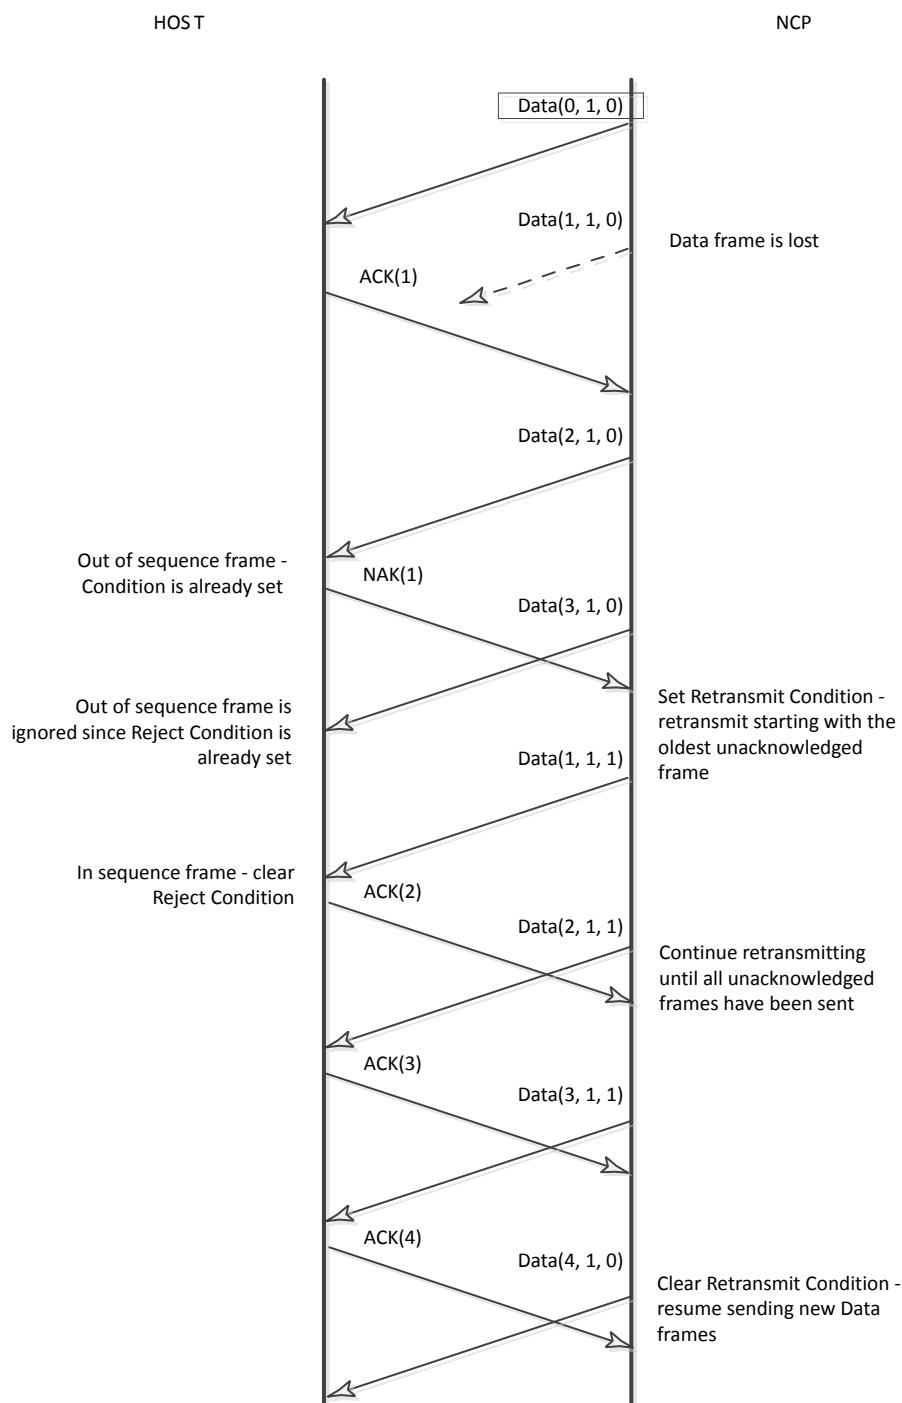 HOST
NCP
Data(0, 1, 0)
Data(1, 1, 0)
Data frame is lost
ACK(1)
Data(2, 1, 0)
Out of sequence frame -
Condition is already set
NAK(1)
Data(3, 1, 0)
Out of sequence frame is
ignored since Reject Condition is
already set
Set Retransmit Condition -
retransmit starting with the
oldest unacknowledged
frame
Data(1, 1, 1)
In sequence frame - clear
Reject Condition
ACK(2)
Data(2, 1, 1)
Continue retransmitting
until all unacknowledged
frames have been sent
ACK(3)
Data(3, 1, 1)
ACK(4)
Data(4, 1, 0)
Clear Retransmit Condition -
resume sending new Data
frames